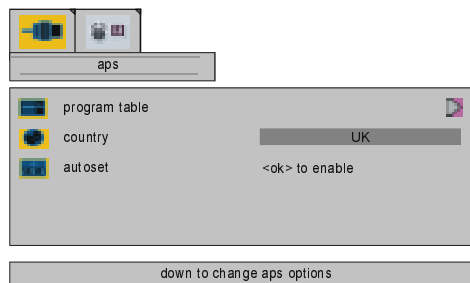 aps
program table
country UK
autoset <ok> to enable
down to change aps options